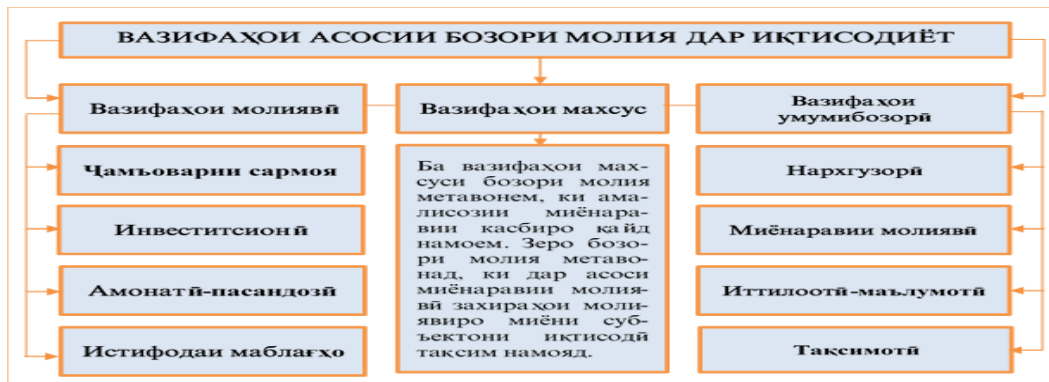 ВАЗИФАҲОИ АСОСИИ БОЗОРИ МОЛИЯ ДАР ИҚТИСОДИЁТ
Вазифаҳои молиявӣ
Ҷамъоварии сармоя
Инвеститсионӣ
Амонатӣ-пасандозӣ
Истифодаи маблағҳо
Вазифаҳои махсус
Ба вазифаҳои мах-
суси бозори молия
метавонем, ки ама-
лисозии миёнара-
вии касбиро қайд
намоем. Зеро бозо-
ри молия метаво-
над, ки дар асоси
миёнаравии молия-
вӣ захираҳои моли-
явиро миёни субъ-
ектони иқтисодӣ
тақсим намояд.
Вазифаҳои
умумибозорӣ
Нархгузорӣ
Миёнаравии молиявӣ
Иттилоотӣ-маълумотӣ
Тақсимотӣ